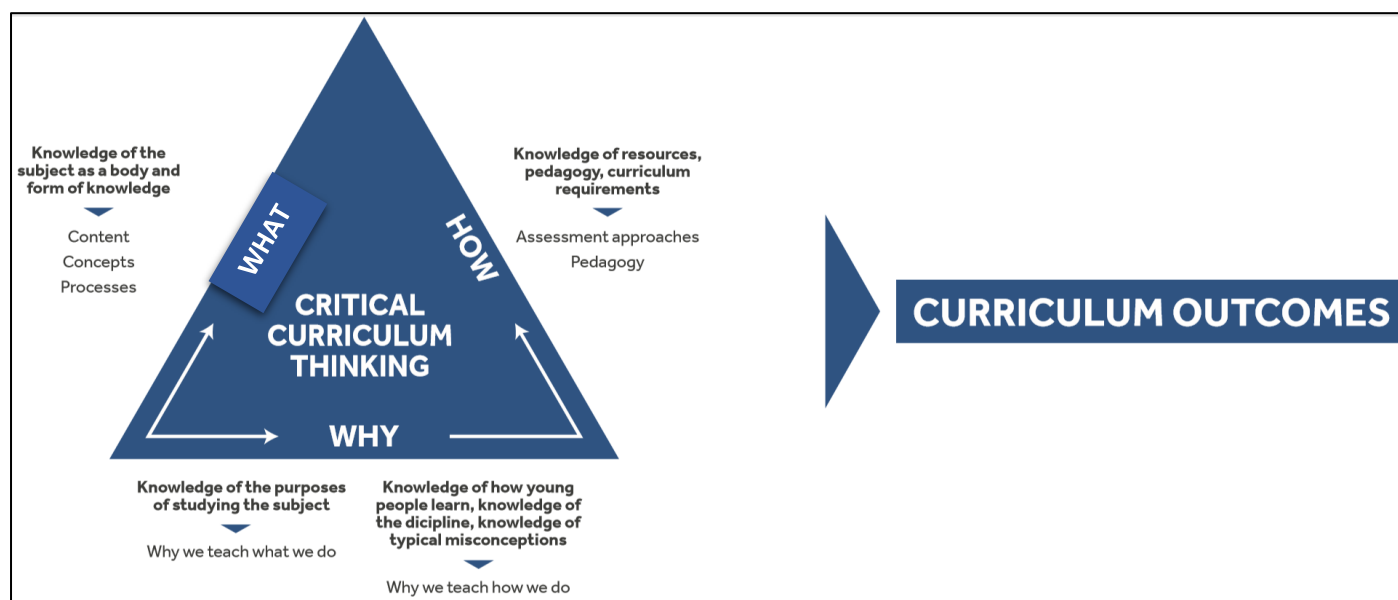 Knowledge of the
subject as a body and
form of knowledge
Content
Concepts
Processes
WHAT
HOW
Knowledge of resources,
pedagogy, curriculum
requirements
Assessment approaches
Pedagogy
CRITICAL
CURRICULUM
THINKING
WHY
Knowledge of the purposes
of studying the subject
Why we teach what we do
Knowledge of how young
people learn, knowledge of
the dicipline, knowledge of
typical misconceptions
Why we teach how we do
CURRICULUM OUTCOMES